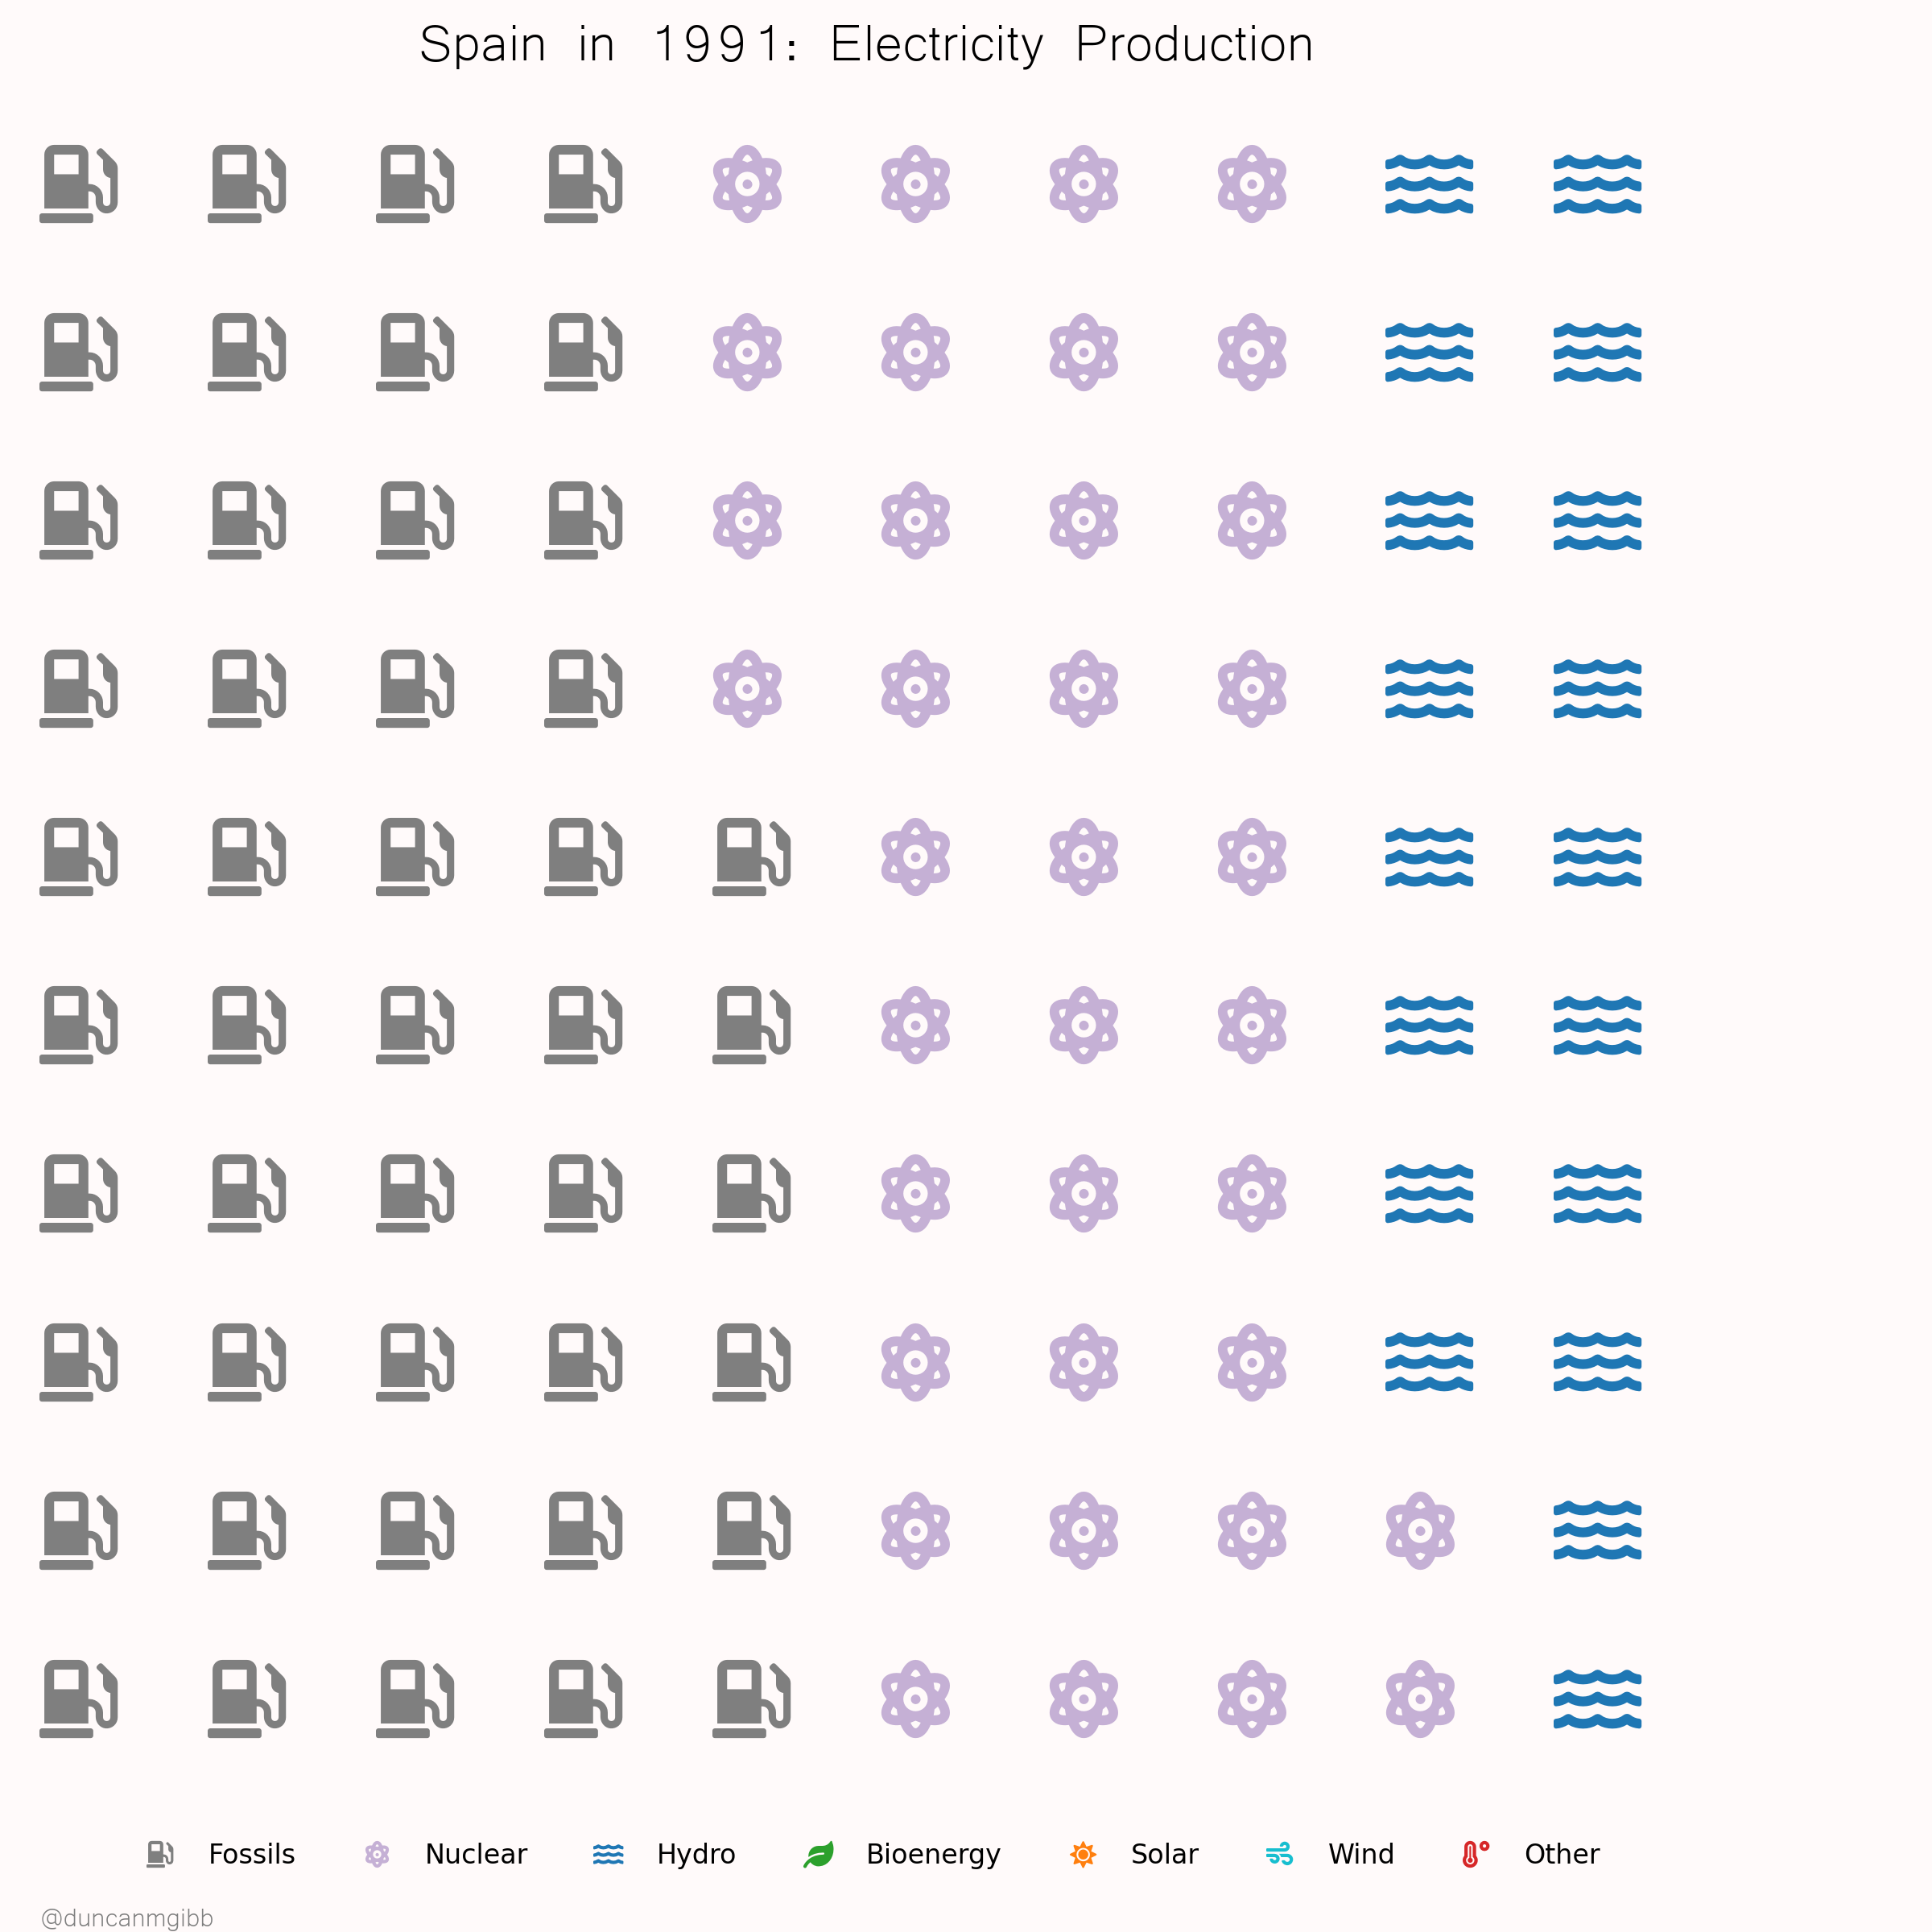 Spain in 1991: Electricity Production
Fossils Nuclear Hydro Bioenergy Solar Wind Other
@duncanmgibb